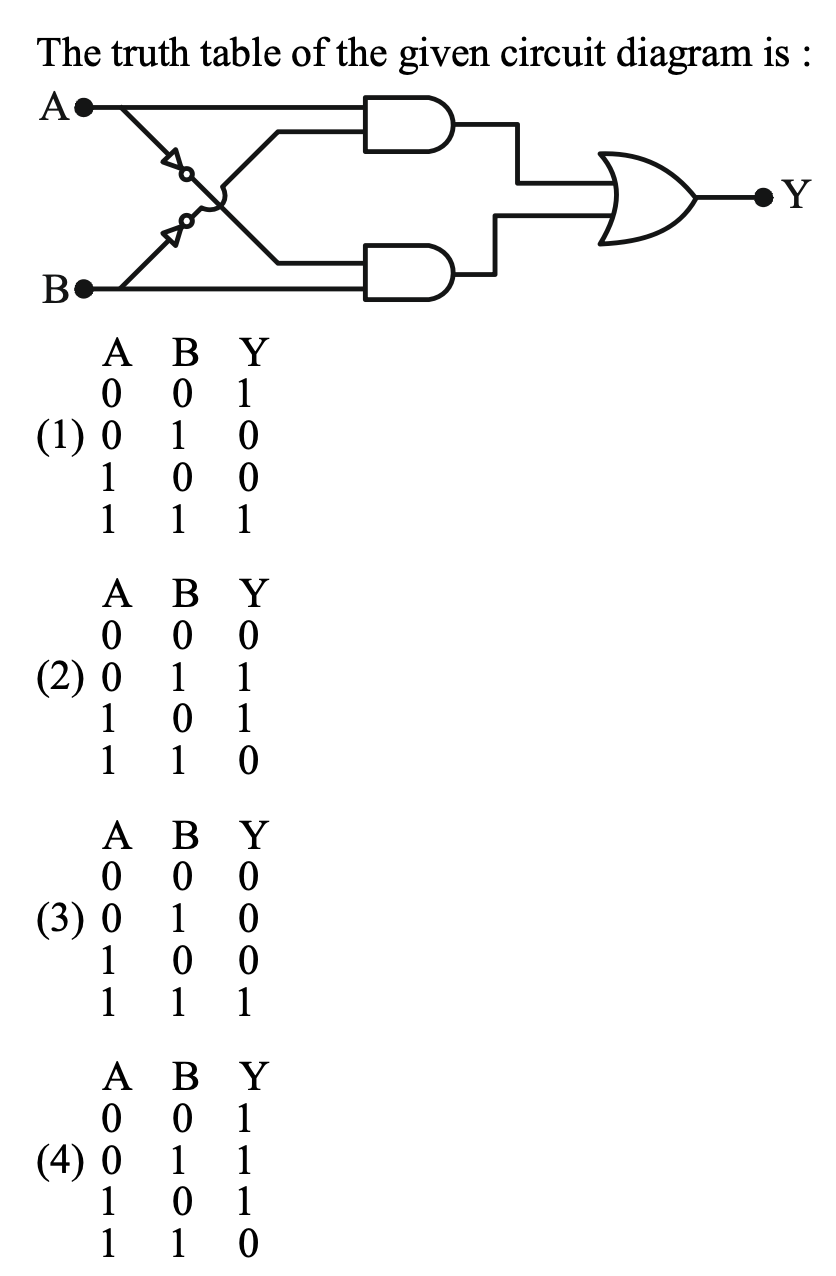 The truth table of the given circuit diagram is :
A
Y
B
A B Y
0 0 1
(1) 0 1 0
1 0 0
1 1 1
A B Y
0 0 0
(2) 0 1 1
1 0 1
1 1 0
A B Y
0 0 0
(3) 0 1 0
1 0 0
1 1 1
A B Y
0 0 1
(4) 0 1 1
1 0 1
1 1 0